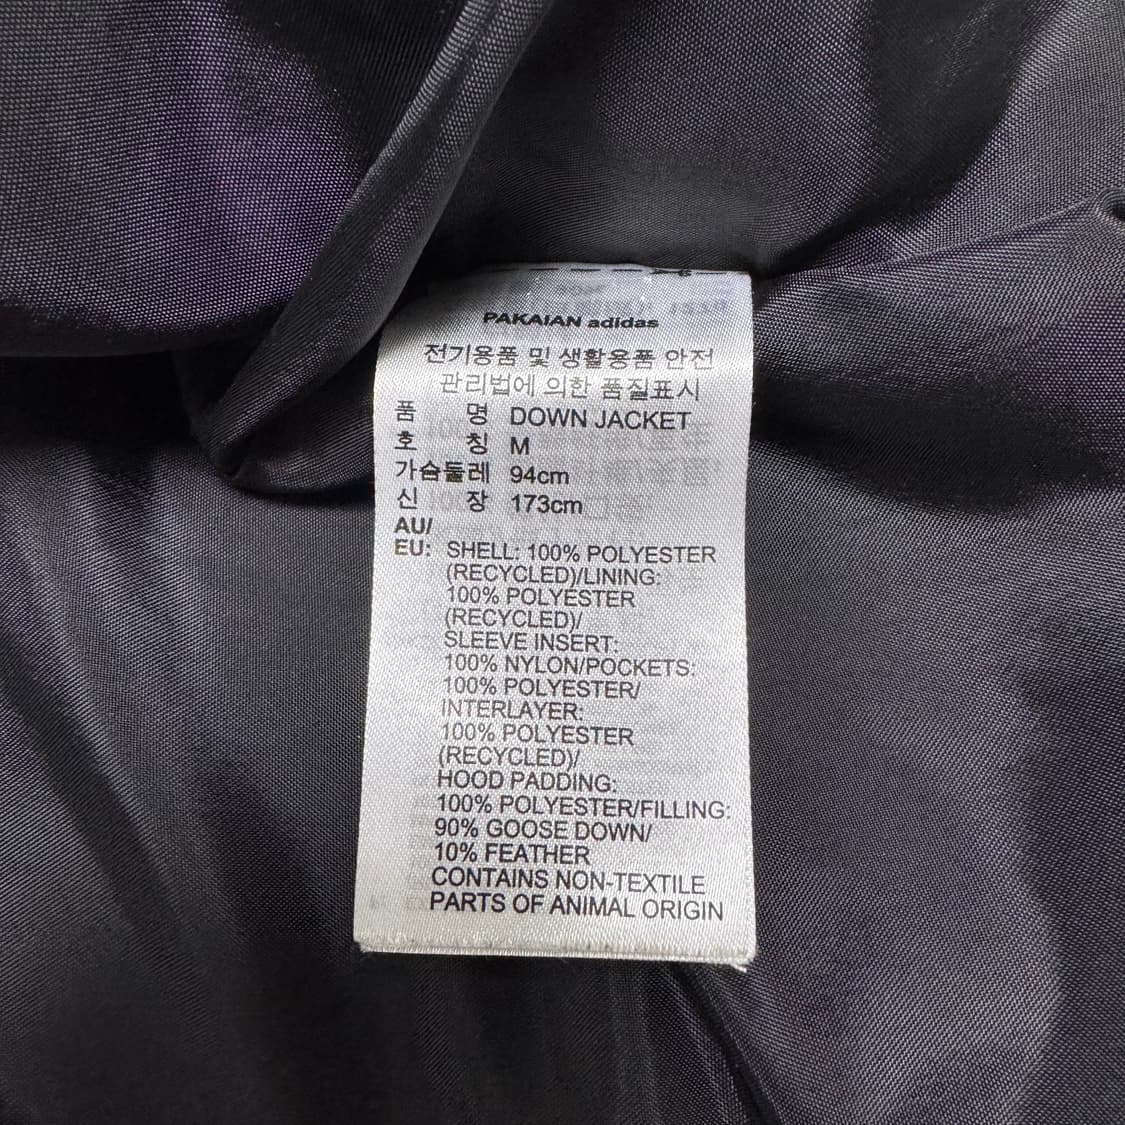 PAKAIAN adidas
전기용품 및 생활용품 안전
관리법에 의한 품질표시
품 명 DOWN JACKET
호 칭 M
가슴둘레 94cm
신 장 173cm
AU/
EU: SHELL: 100% POLYESTER
(RECYCLED)/LINING:
100% POLYESTER
(RECYCLED)/
SLEEVE INSERT:
100% NYLON/POCKETS:
100% POLYESTER/
INTERLAYER:
100% POLYESTER
(RECYCLED)/
HOOD PADDING:
100% POLYESTER/FILLING:
90% GOOSE DOWN/
10% FEATHER
CONTAINS NON-TEXTILE
PARTS OF ANIMAL ORIGIN